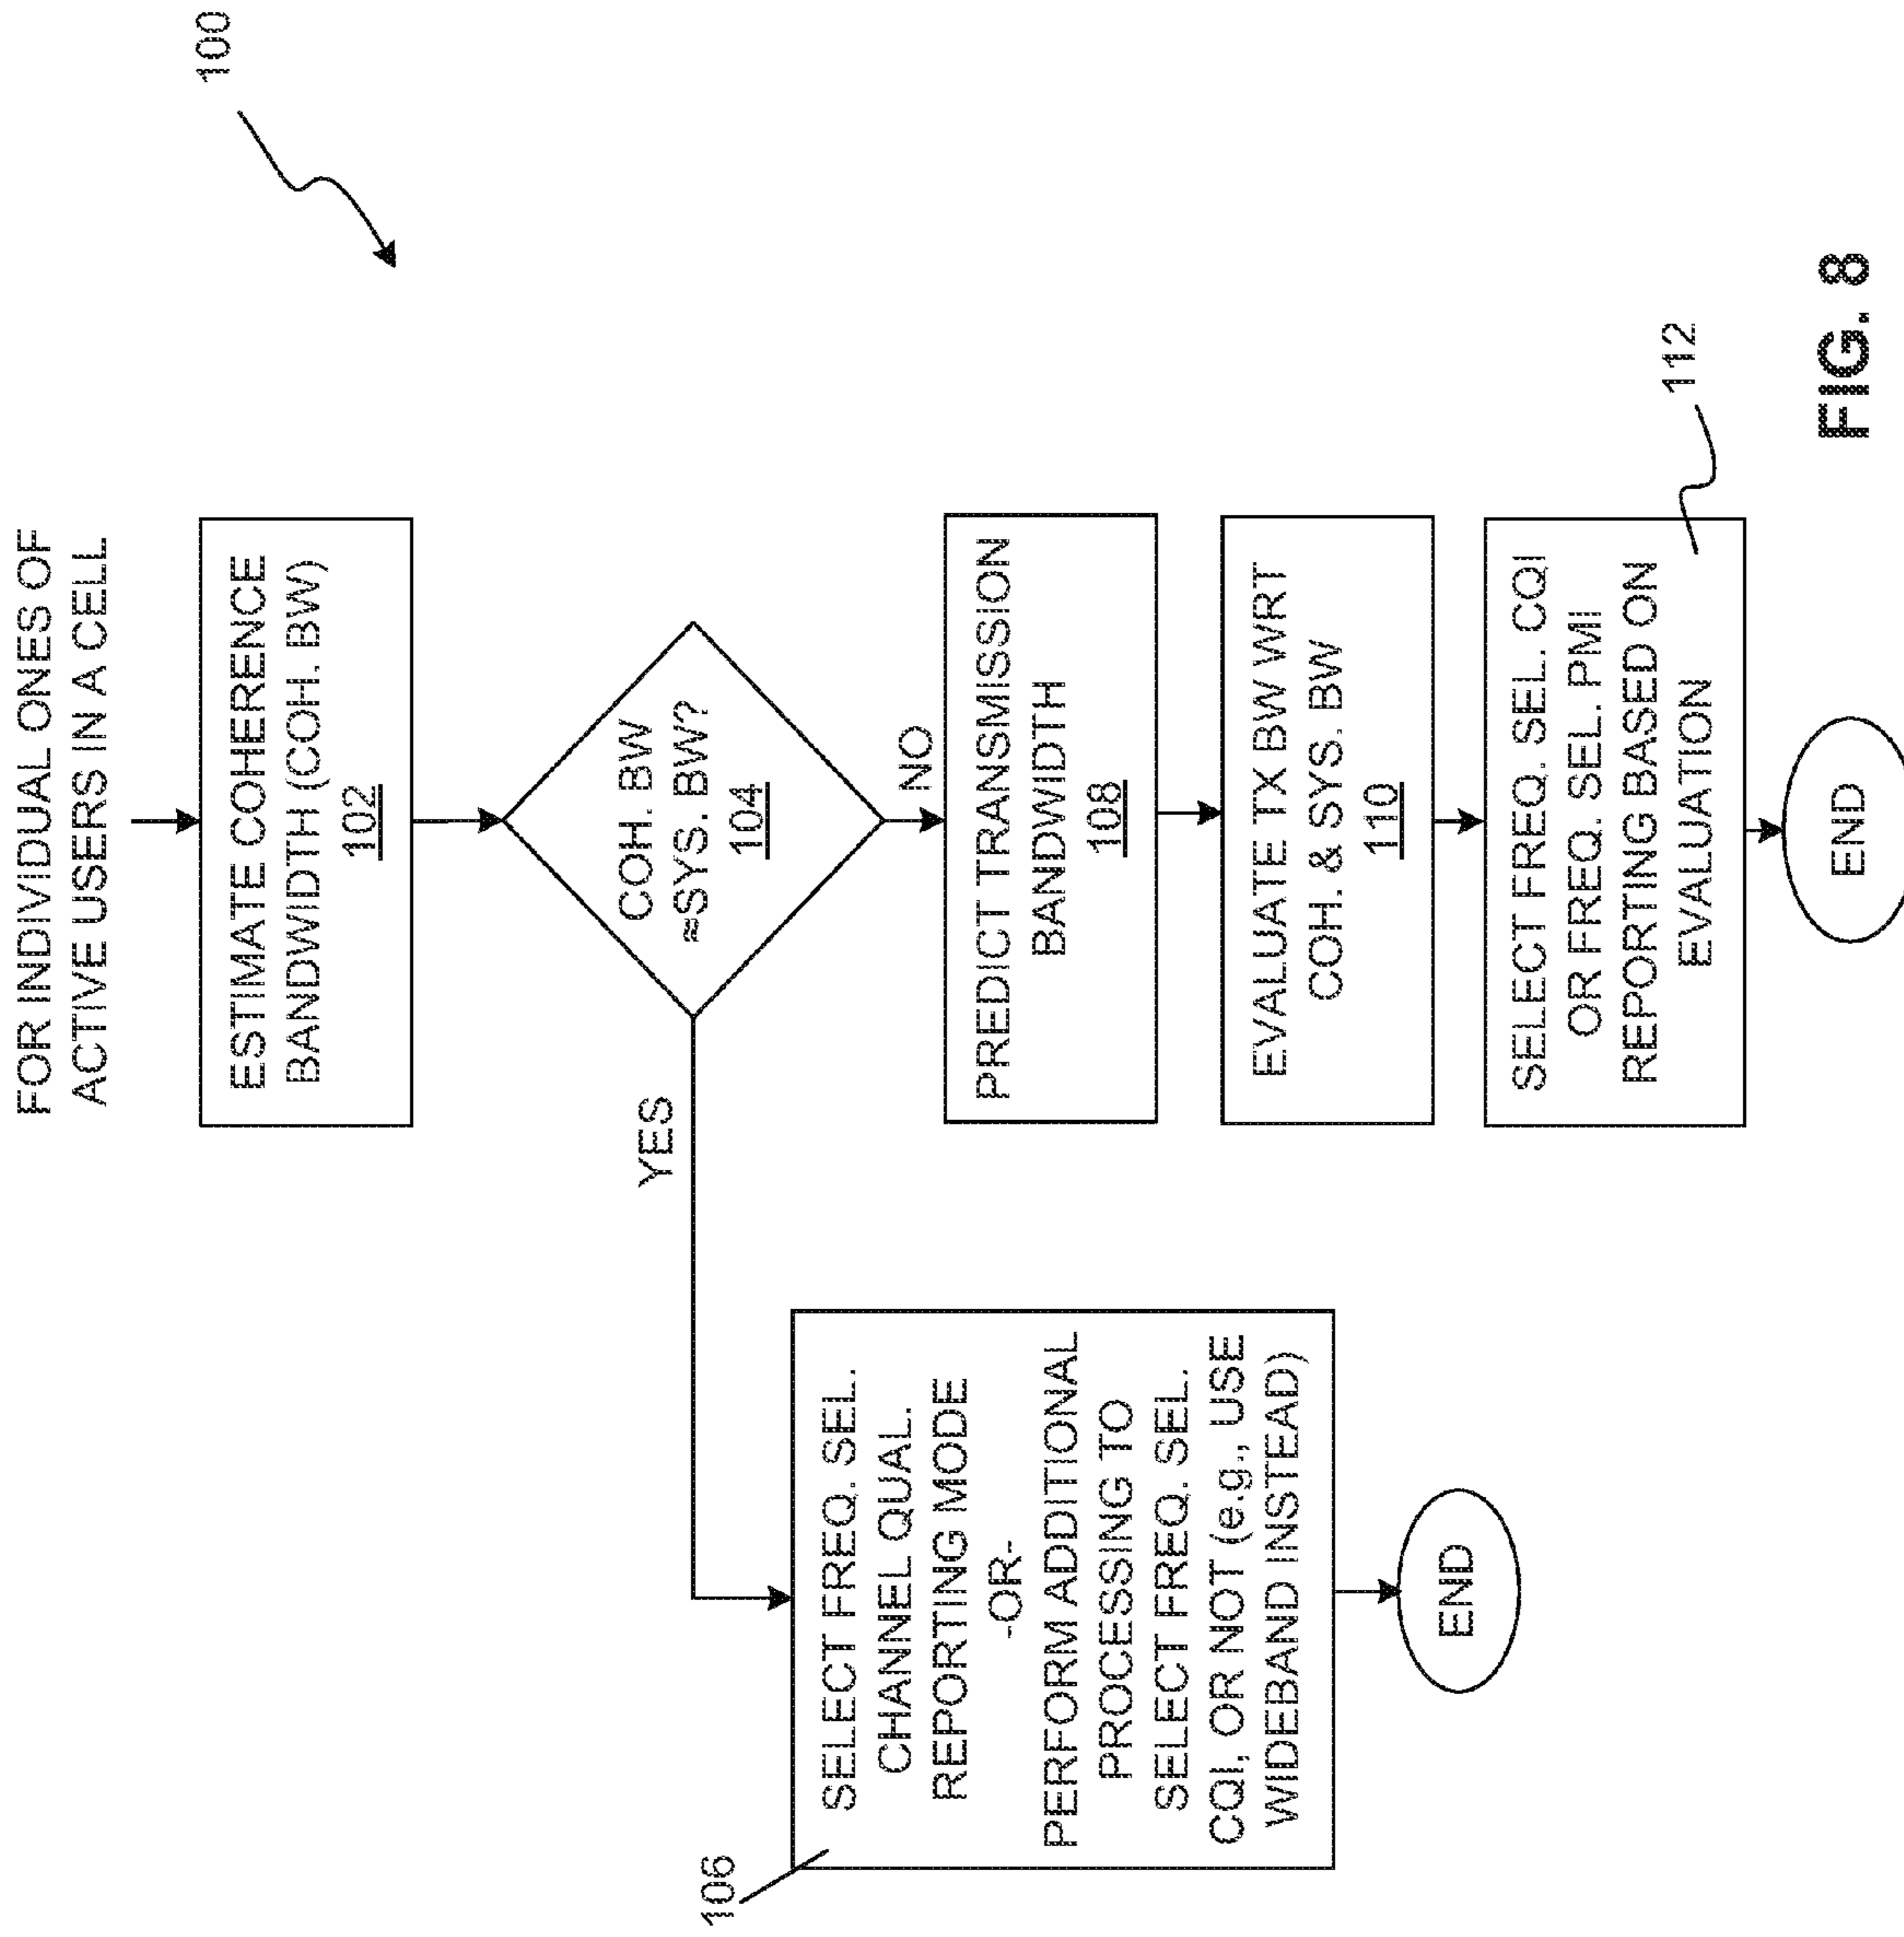 100
FOR INDIVIDUAL ONES OF
ACTIVE USERS IN A CELL
ESTIMATE COHERENCE
BANDWIDTH (COH. BW)
102
COH. BW
≈SYS. BW?
104
YES
NO
SELECT FREQ. SEL.
CHANNEL QUAL.
REPORTING MODE
-OR-
PERFORM ADDITIONAL
PROCESSING TO
SELECT FREQ. SEL.
CQI, OR NOT (e.g., USE
WIDEBAND INSTEAD)
106
END
PREDICT TRANSMISSION
BANDWIDTH
108
EVALUATE TX BW WRT
COH. & SYS. BW
110
SELECT FREQ. SEL. CQI
OR FREQ. SEL. PMI
REPORTING BASED ON
EVALUATION
112
END
FIG. 8